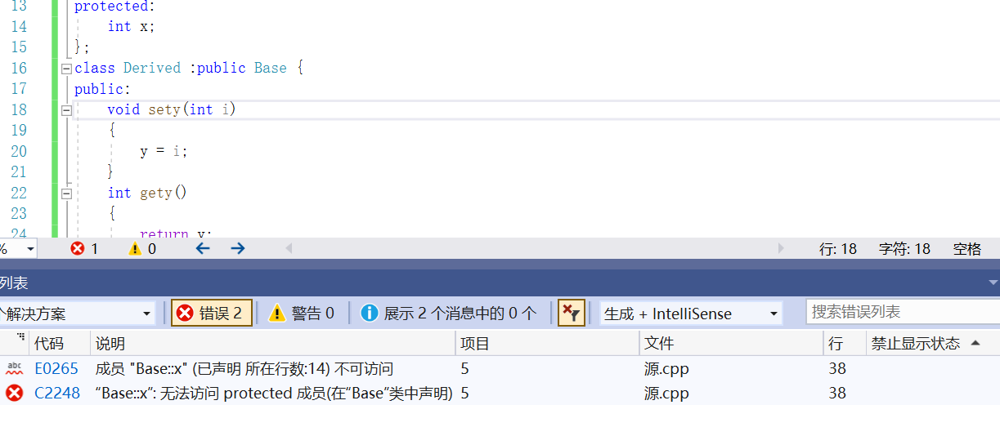 13 protected:
14 int x;
15 };
16 class Derived :public Base {
17 public:
18 void sety(int i)
19 {
20 y = i;
21 }
22 int gety()
23 {
24 return y;
% 1 0 行: 18 字符: 18 空格
列表
解决方案 错误 2 警告 0 展示 2 个消息中的 0 个 生成 + IntelliSense 搜索错误列表
代码 说明 项目 文件 行 禁止显示状态
abc E0265 成员 "Base::x" (已声明 所在行数:14) 不可访问 5 源.cpp 38
C2248 “Base::x”: 无法访问 protected 成员(在“Base”类中声明) 5 源.cpp 38